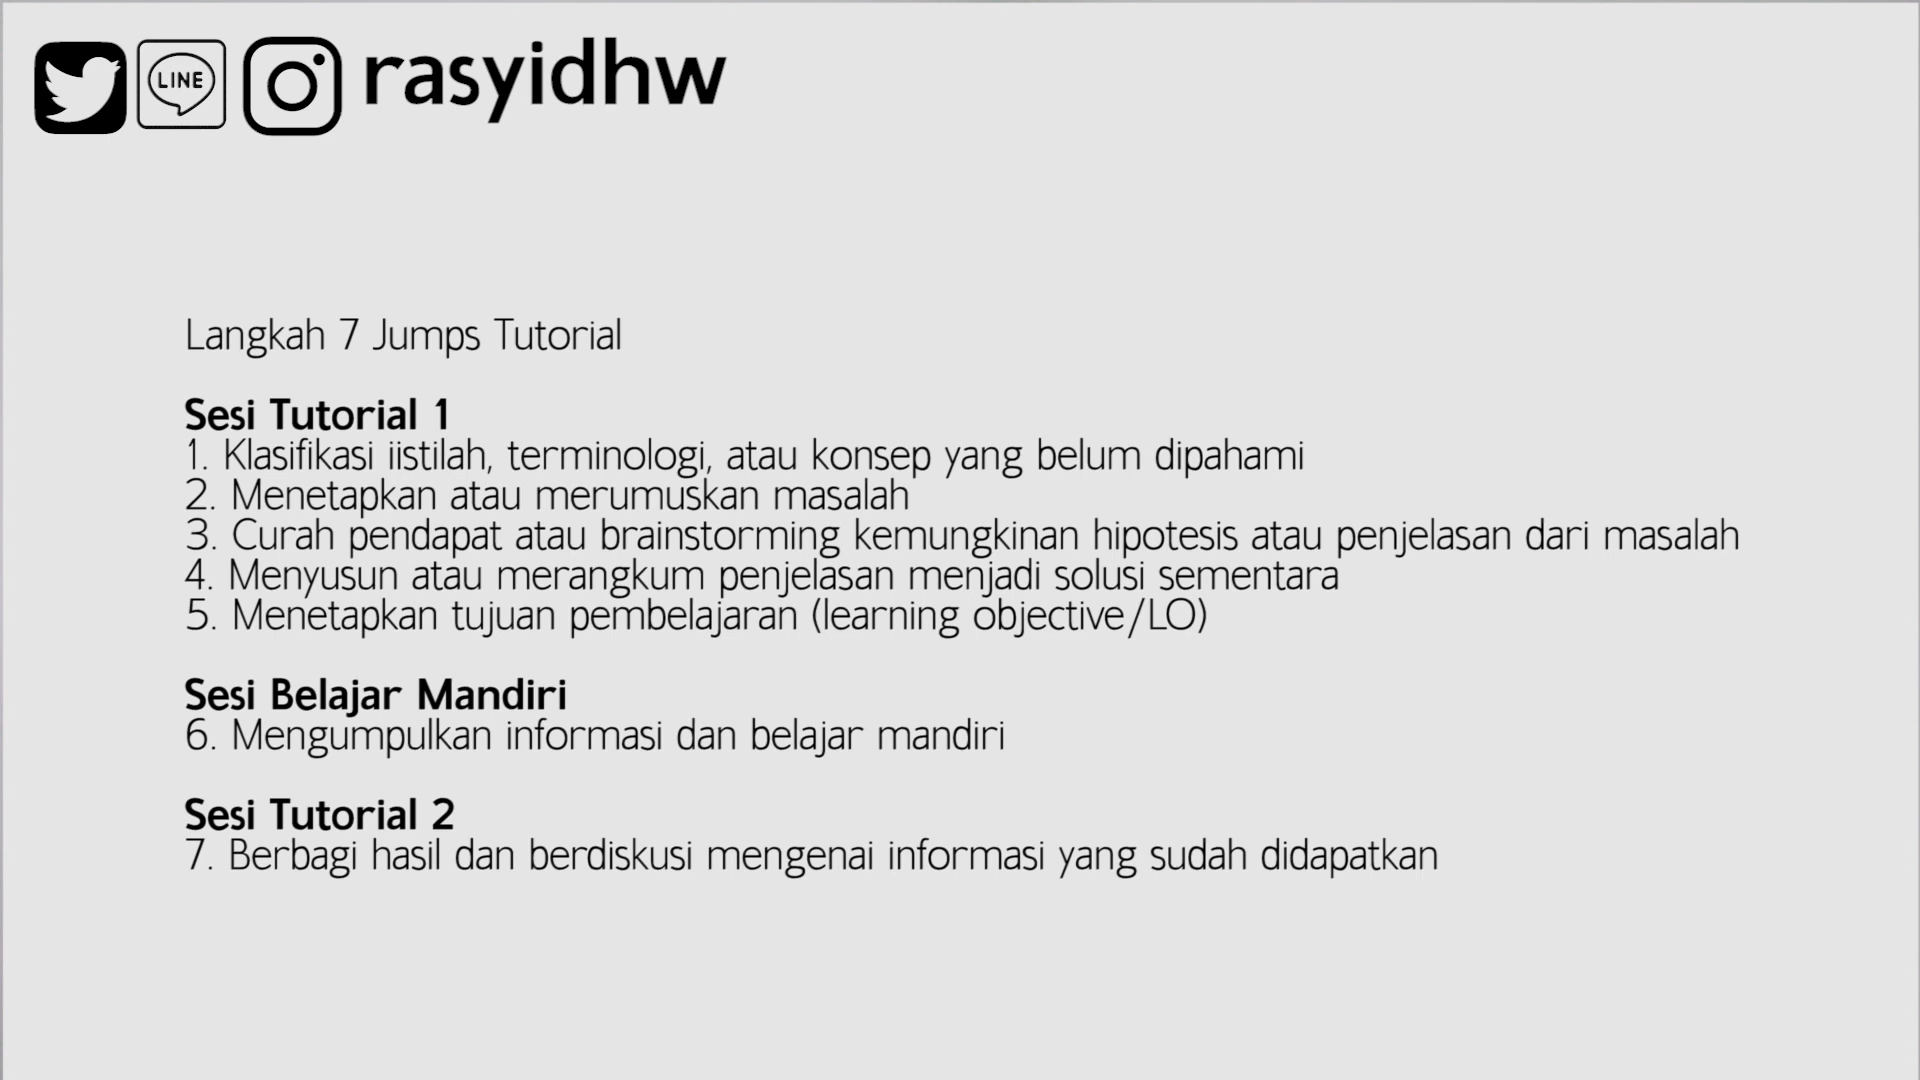 LINE rasyidhw
Langkah 7 Jumps Tutorial
Sesi Tutorial 1
1. Klasifikasi iistilah, terminologi, atau konsep yang belum dipahami
2. Menetapkan atau merumuskan masalah
3. Curah pendapat atau brainstorming kemungkinan hipotesis atau penjelasan dari masalah
4. Menyusun atau merangkum penjelasan menjadi solusi sementara
5. Menetapkan tujuan pembelajaran (learning objective/LO)
Sesi Belajar Mandiri
6. Mengumpulkan informasi dan belajar mandiri
Sesi Tutorial 2
7. Berbagi hasil dan berdiskusi mengenai informasi yang sudah didapatkan